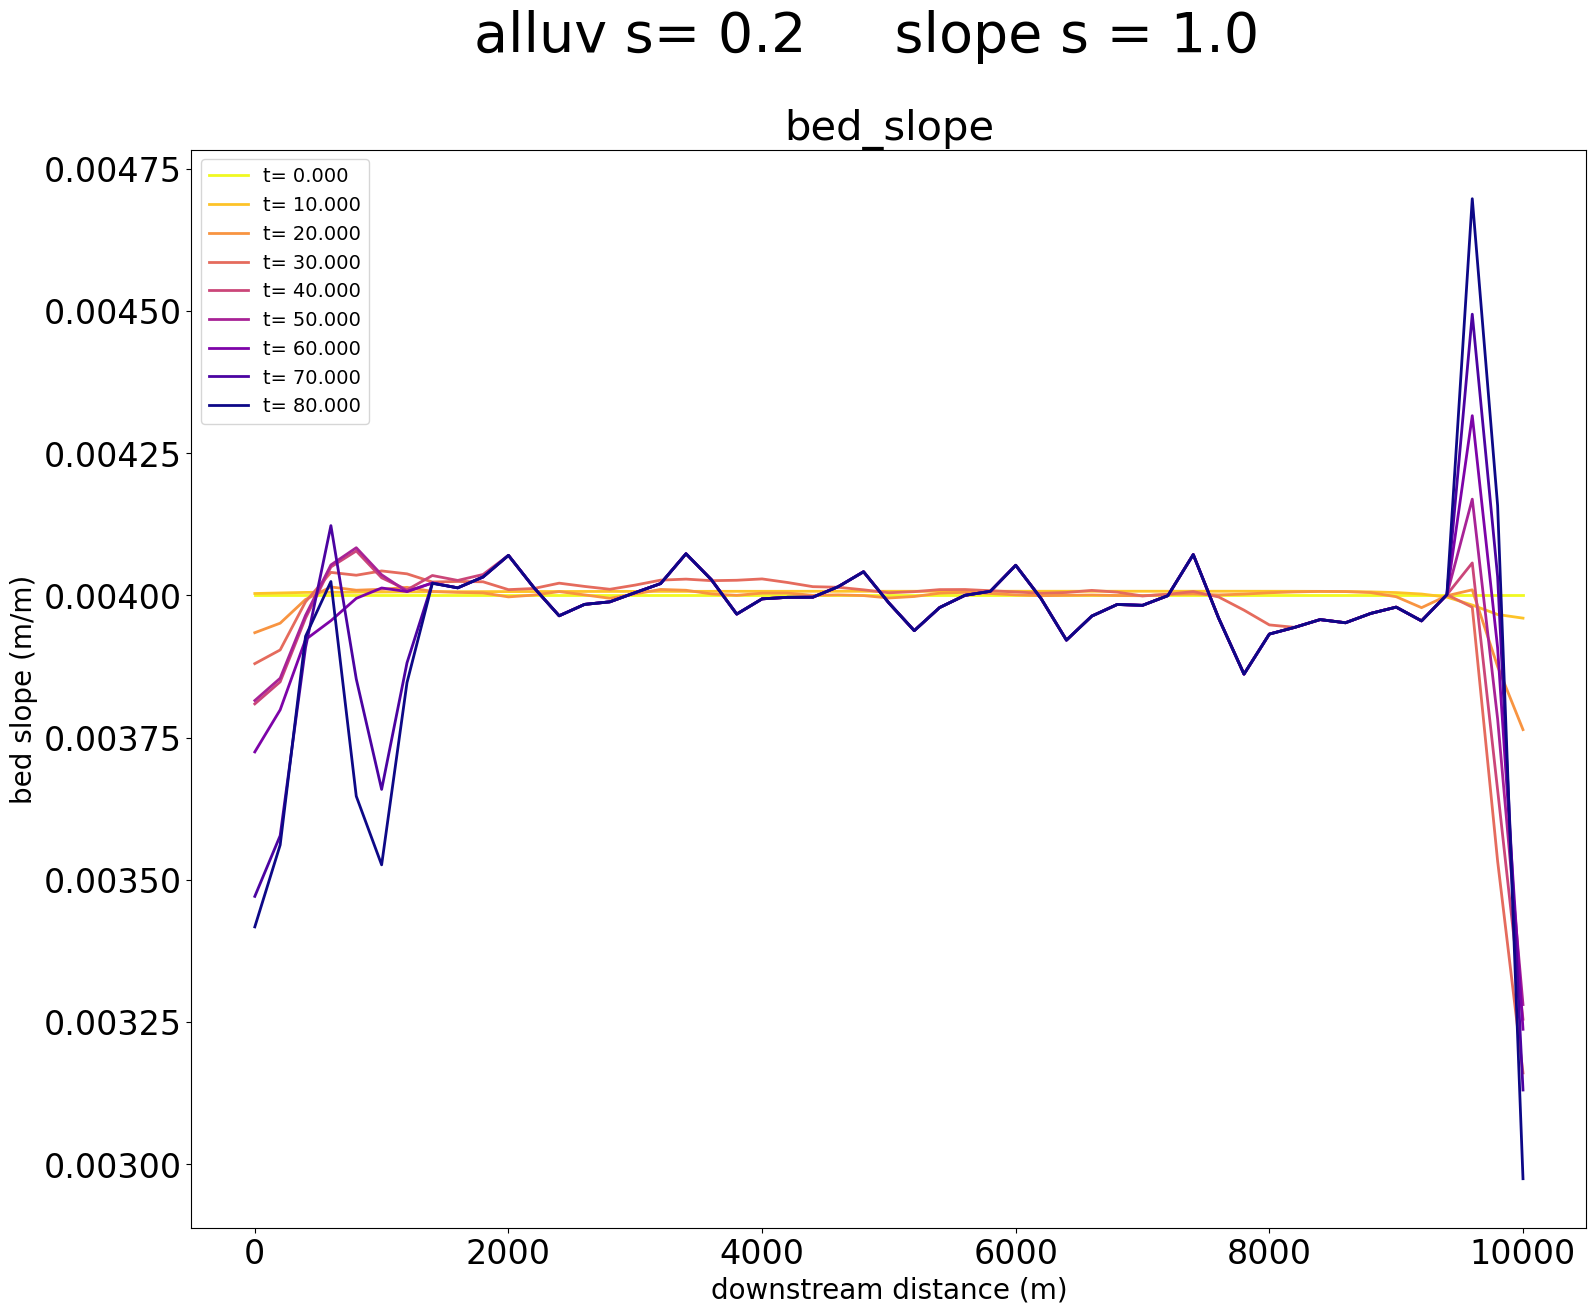 alluv s= 0.2 slope s = 1.0
bed_slope
0.00475
0.00450
0.00425
0.00400
0.00375
0.00350
0.00325
0.00300
bed slope (m/m)
t= 0.000
t= 10.000
t= 20.000
t= 30.000
t= 40.000
t= 50.000
t= 60.000
t= 70.000
t= 80.000
0 2000 4000 6000 8000 10000
downstream distance (m)